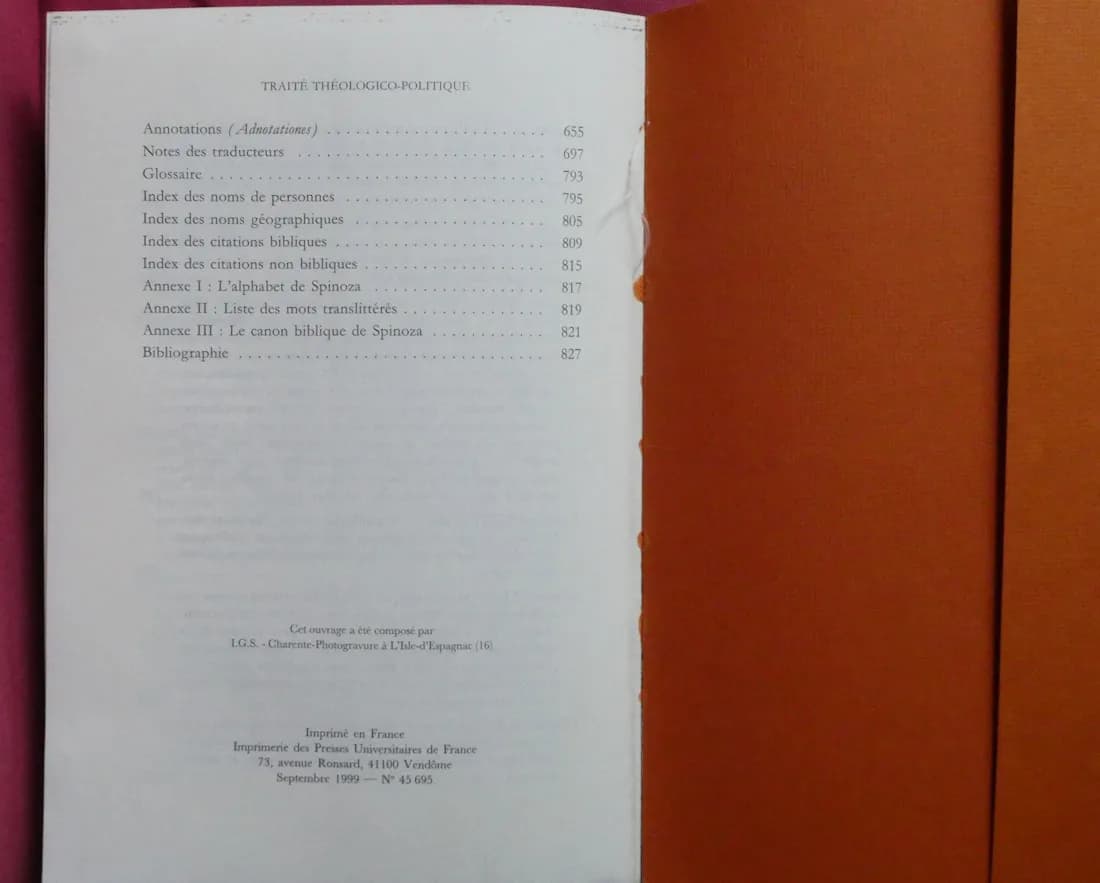 TRAITÉ THÉOLOGICO-POLITIQUE
Annotations (Adnotationes) . . . . . . . . . . . . . . . . . . . . . . . 655
Notes des traducteurs . . . . . . . . . . . . . . . . . . . . . . . . . . 697
Glossaire . . . . . . . . . . . . . . . . . . . . . . . . . . . . . . . . . . . 793
Index des noms de personnes . . . . . . . . . . . . . . . . . . . . . 795
Index des noms géographiques . . . . . . . . . . . . . . . . . . . . 805
Index des citations bibliques . . . . . . . . . . . . . . . . . . . . . . 809
Index des citations non bibliques . . . . . . . . . . . . . . . . . . . 815
Annexe I : L'alphabet de Spinoza . . . . . . . . . . . . . . . . . . 817
Annexe II : Liste des mots translittérés . . . . . . . . . . . . . . . 819
Annexe III : Le canon biblique de Spinoza . . . . . . . . . . . . 821
Bibliographie . . . . . . . . . . . . . . . . . . . . . . . . . . . . . . . . 827
Cet ouvrage a été composé par
I.G.S. - Charente-Photogravure à L'Isle-d'Espagnac (16)
Imprimé en France
Imprimerie des Presses Universitaires de France
73, avenue Ronsard, 41100 Vendôme
Septembre 1999 — N° 45 695